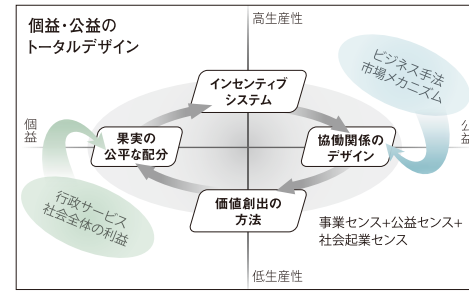 個益・公益の
トータルデザイン
高生産性
ビジネス手法
市場メカニズム
インセンティブ
システム
個益
公益
果実の
公平な配分
協働関係の
デザイン
価値創出の
方法
行政サービス
社会全体の利益
事業センス+公益センス+
社会起業センス
低生産性